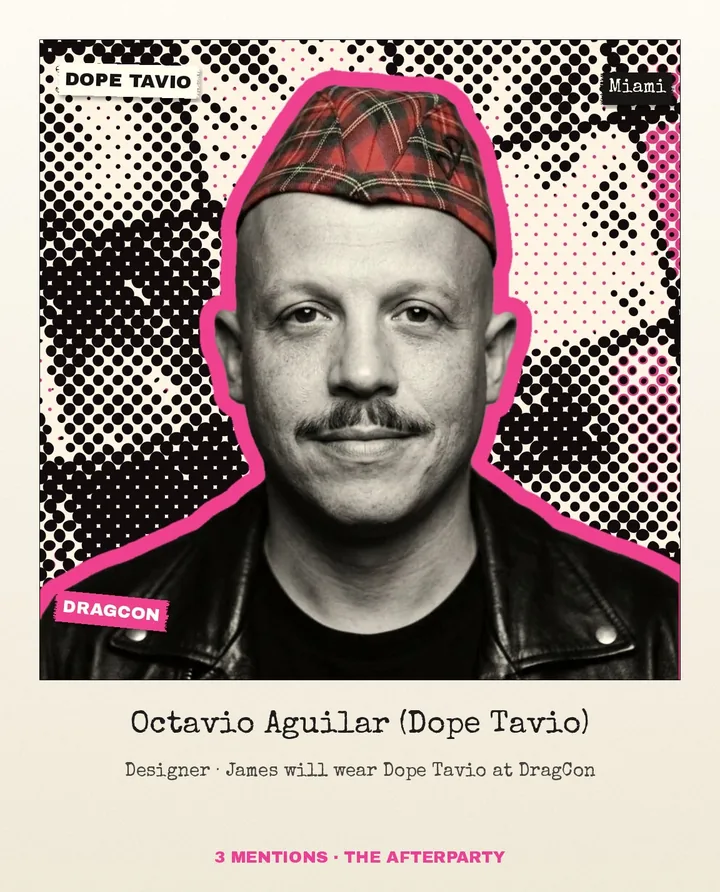 DOPE TAVIO
Miami
DRAGCON
Octavio Aguilar (Dope Tavio)
Designer · James will wear Dope Tavio at DragCon
3 MENTIONS · THE AFTERPARTY